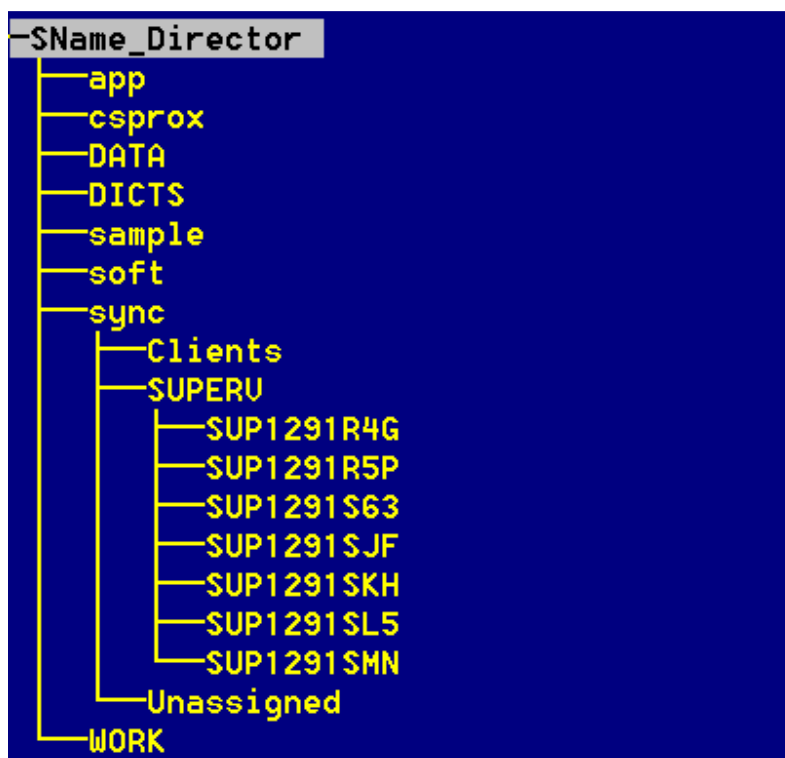 SName_Director
app
csprox
DATA
DICTS
sample
soft
sync
Clients
SUPERV
SUP1291R4G
SUP1291R5P
SUP1291S63
SUP1291SJF
SUP1291SKH
SUP1291SL5
SUP1291SMN
Unassigned
WORK